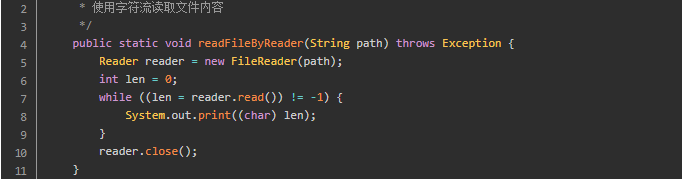 2 * 使用字符流读取文件内容
3 */
4 public static void readFileByReader(String path) throws Exception {
5 Reader reader = new FileReader(path);
6 int len = 0;
7 while ((len = reader.read()) != -1) {
8 System.out.print((char) len);
9 }
10 reader.close();
11 }